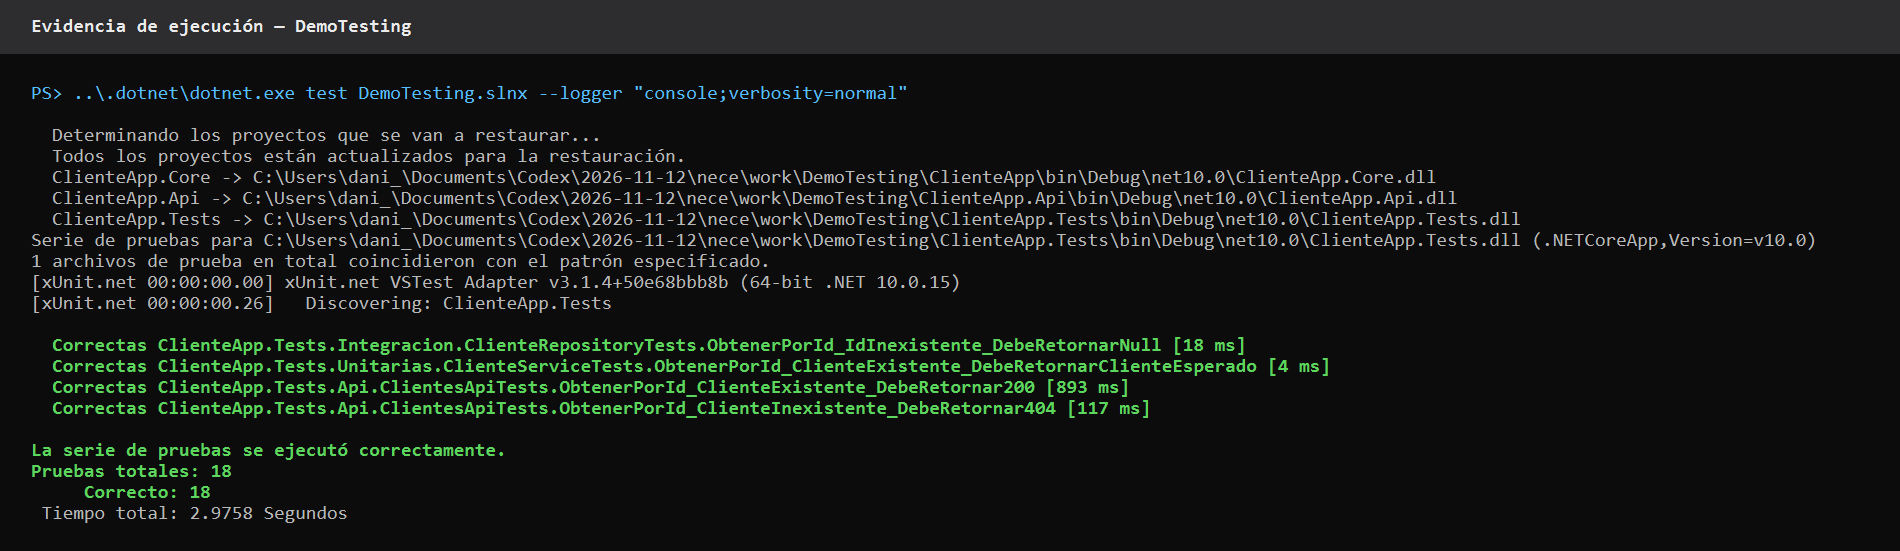 Evidencia de ejecución — DemoTesting
PS> ..\.dotnet\dotnet.exe test DemoTesting.slnx --logger "console;verbosity=normal"
Determinando los proyectos que se van a restaurar...
Todos los proyectos están actualizados para la restauración.
ClienteApp.Core -> C:\Users\dani_\Documents\Codex\2026-11-12\nece\work\DemoTesting\ClienteApp\bin\Debug\net10.0\ClienteApp.Core.dll
ClienteApp.Api -> C:\Users\dani_\Documents\Codex\2026-11-12\nece\work\DemoTesting\ClienteApp.Api\bin\Debug\net10.0\ClienteApp.Api.dll
ClienteApp.Tests -> C:\Users\dani_\Documents\Codex\2026-11-12\nece\work\DemoTesting\ClienteApp.Tests\bin\Debug\net10.0\ClienteApp.Tests.dll
Serie de pruebas para C:\Users\dani_\Documents\Codex\2026-11-12\nece\work\DemoTesting\ClienteApp.Tests\bin\Debug\net10.0\ClienteApp.Tests.dll (.NETCoreApp,Version=v10.0)
1 archivos de prueba en total coincidieron con el patrón especificado.
[xUnit.net 00:00:00.00] xUnit.net VSTest Adapter v3.1.4+50e68bbb8b (64-bit .NET 10.0.15)
[xUnit.net 00:00:00.26]   Discovering: ClienteApp.Tests
Correctas ClienteApp.Tests.Integracion.ClienteRepositoryTests.ObtenerPorId_IdInexistente_DebeRetornarNull [18 ms]
Correctas ClienteApp.Tests.Unitarias.ClienteServiceTests.ObtenerPorId_ClienteExistente_DebeRetornarClienteEsperado [4 ms]
Correctas ClienteApp.Tests.Api.ClientesApiTests.ObtenerPorId_ClienteExistente_DebeRetornar200 [893 ms]
Correctas ClienteApp.Tests.Api.ClientesApiTests.ObtenerPorId_ClienteInexistente_DebeRetornar404 [117 ms]
La serie de pruebas se ejecutó correctamente.
Pruebas totales: 18
Correcto: 18
Tiempo total: 2.9758 Segundos